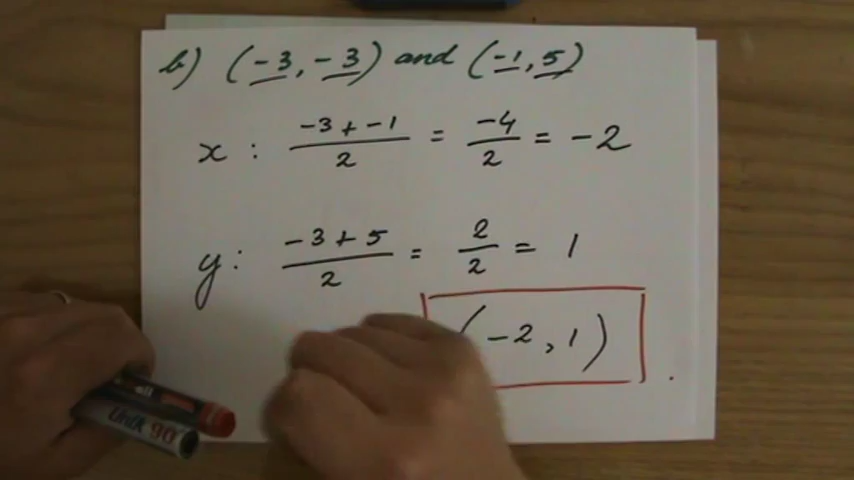 b) (-3, -3) and (-1, 5)
x : -3 + -1 / 2 = -4 / 2 = -2
y : -3 + 5 / 2 = 2 / 2 = 1
(-2, 1) .
Unik 90